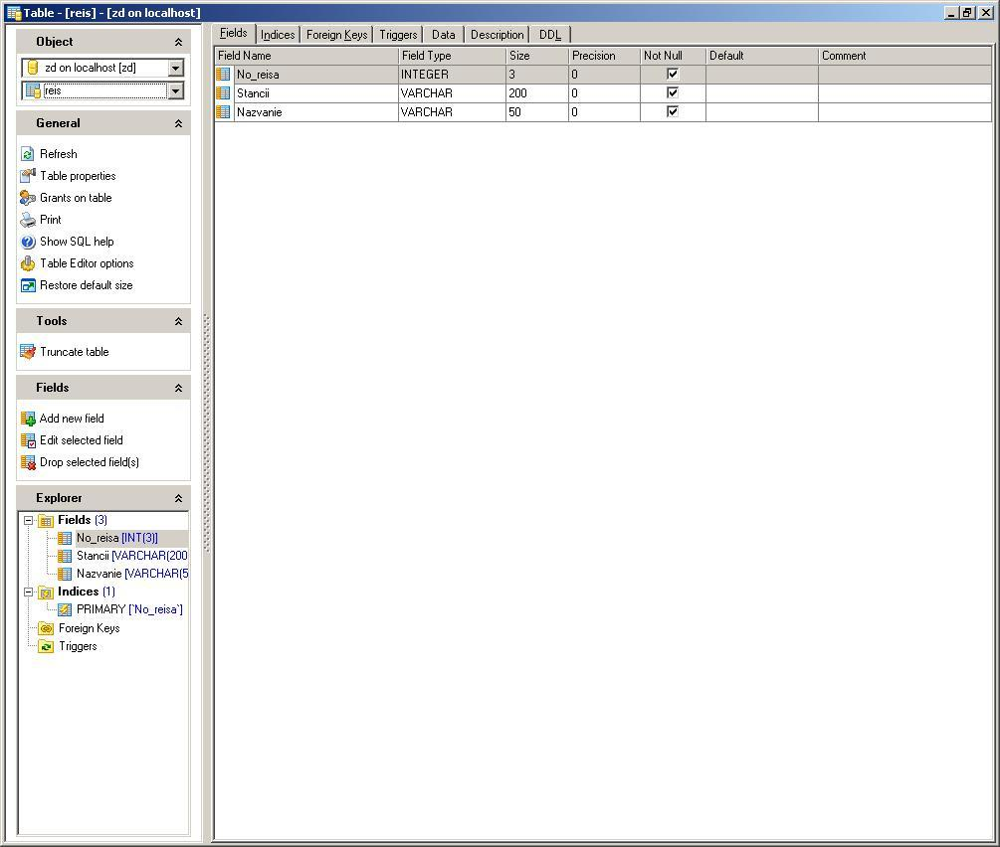 Table - [reis] - [zd on localhost]
Object
zd on localhost [zd]
reis
General
Refresh
Table properties
Grants on table
Print
Show SQL help
Table Editor options
Restore default size
Tools
Truncate table
Fields
Add new field
Edit selected field
Drop selected field(s)
Explorer
Fields (3)
No_reisa [INT(3)]
Stancii [VARCHAR(200
Nazvanie [VARCHAR(5
Indices (1)
PRIMARY [`No_reisa`]
Foreign Keys
Triggers
Fields Indices Foreign Keys Triggers Data Description DDL
Field Name Field Type Size Precision Not Null Default Comment
No_reisa INTEGER 3 0
Stancii VARCHAR 200 0
Nazvanie VARCHAR 50 0